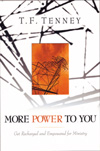 T.F. TENNEY
MORE POWER TO YOU
Get Recharged and Empowered for Ministry